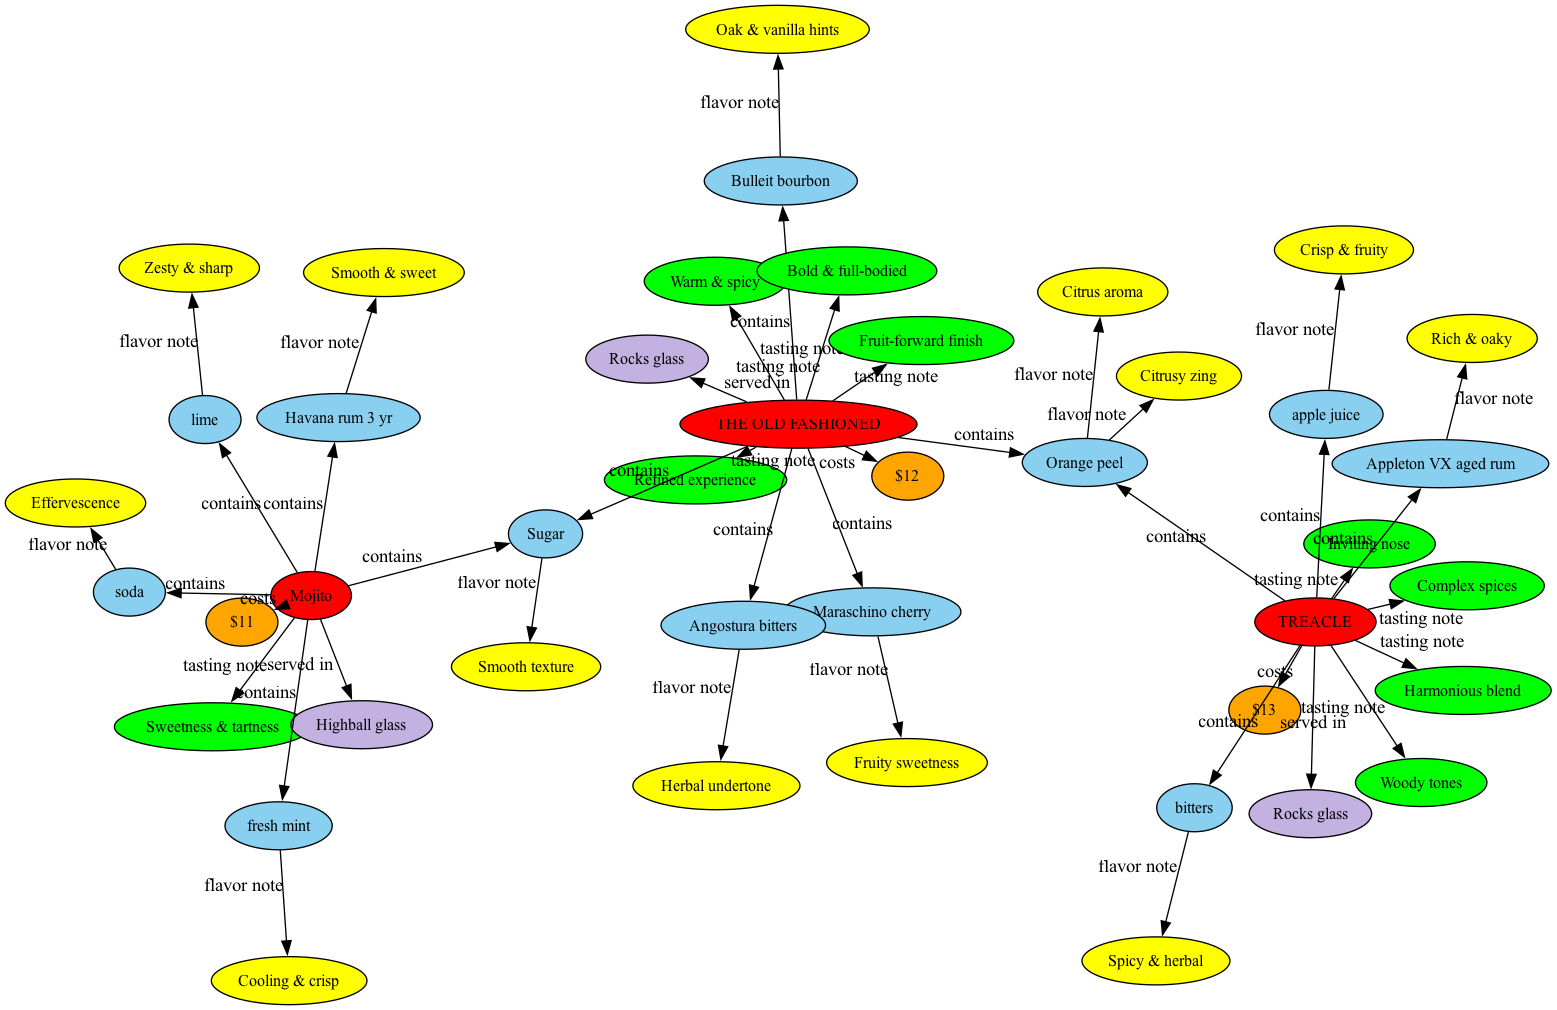 Oak & vanilla hints
flavor note
Bulleit bourbon
Zesty & sharp
Smooth & sweet
Warm & spicy
Bold & full-bodied
Crisp & fruity
Citrus aroma
contains
flavor note
flavor note
tasting note
Fruit-forward finish
flavor note
Rich & oaky
Rocks glass
tasting note
served in
tasting note
flavor note
Citrusy zing
lime
Havana rum 3 yr
THE OLD FASHIONED
contains
flavor note
apple juice
flavor note
Orange peel
Appleton VX aged rum
tasting note
costs
$12
contains
Refined experience
Effervescence
contains
contains
flavor note
soda
contains
Mojito
costs
$11
contains
Sugar
flavor note
contains
contains
contains
contains
contains
Inviting nose
tasting note
Complex spices
tasting note
TREACLE
tasting note
Harmonious blend
Angostura bitters
Maraschino cherry
tasting note
served in
contains
Sweetness & tartness
Highball glass
Smooth texture
flavor note
flavor note
costs
$13
tasting note
contains
served in
Herbal undertone
Fruity sweetness
Woody tones
bitters
Rocks glass
fresh mint
flavor note
flavor note
Cooling & crisp
Spicy & herbal